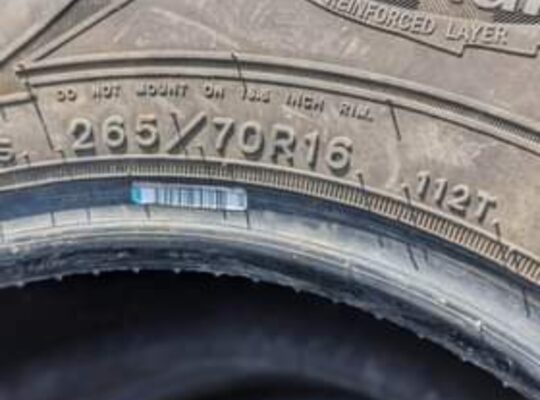 REINFORCED LAYER
DO NOT MOUNT ON 16.5 INCH RIM.
265/70R16 112T